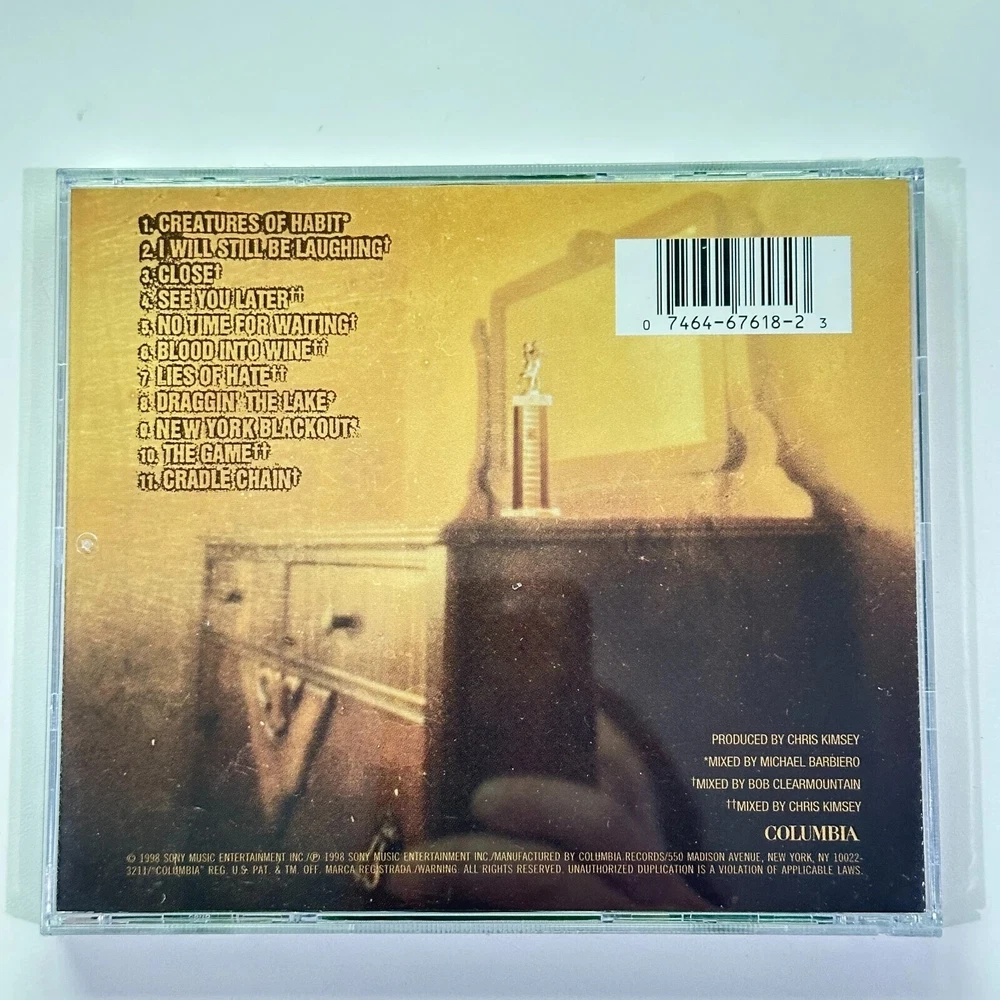 1. CREATURES OF HABIT*
2. I WILL STILL BE LAUGHING†
3. CLOSE†
4. SEE YOU LATER††
5. NO TIME FOR WAITING†
6. BLOOD INTO WINE††
7. LIES OF HATE††
8. DRAGGIN' THE LAKE*
9. NEW YORK BLACKOUT*
10. THE GAME††
11. CRADLE CHAIN†
0 7464-67618-2 3
PRODUCED BY CHRIS KIMSEY
*MIXED BY MICHAEL BARBIERO
†MIXED BY BOB CLEARMOUNTAIN
††MIXED BY CHRIS KIMSEY
COLUMBIA
© 1998 SONY MUSIC ENTERTAINMENT INC./℗ 1998 SONY MUSIC ENTERTAINMENT INC./MANUFACTURED BY COLUMBIA RECORDS/550 MADISON AVENUE, NEW YORK, NY 10022-
3211/"COLUMBIA" REG. U.S. PAT. & TM. OFF. MARCA REGISTRADA./WARNING. ALL RIGHTS RESERVED. UNAUTHORIZED DUPLICATION IS A VIOLATION OF APPLICABLE LAWS.